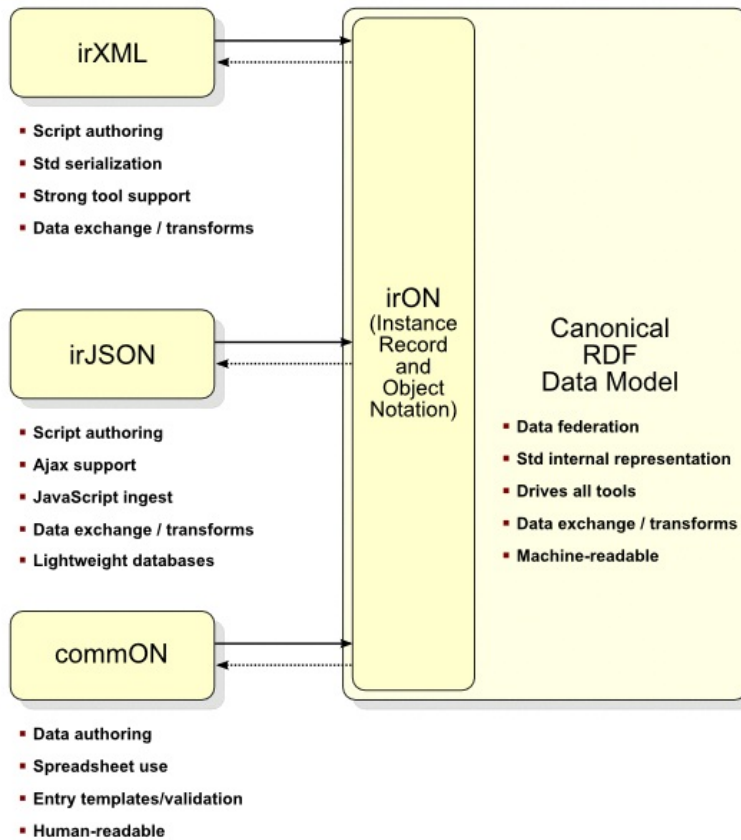 irXML
Script authoring
Std serialization
Strong tool support
Data exchange / transforms
irJSON
Script authoring
Ajax support
JavaScript ingest
Data exchange / transforms
Lightweight databases
commON
Data authoring
Spreadsheet use
Entry templates/validation
Human-readable
irON
(Instance
Record
and
Object
Notation)
Canonical
RDF
Data Model
Data federation
Std internal representation
Drives all tools
Data exchange / transforms
Machine-readable